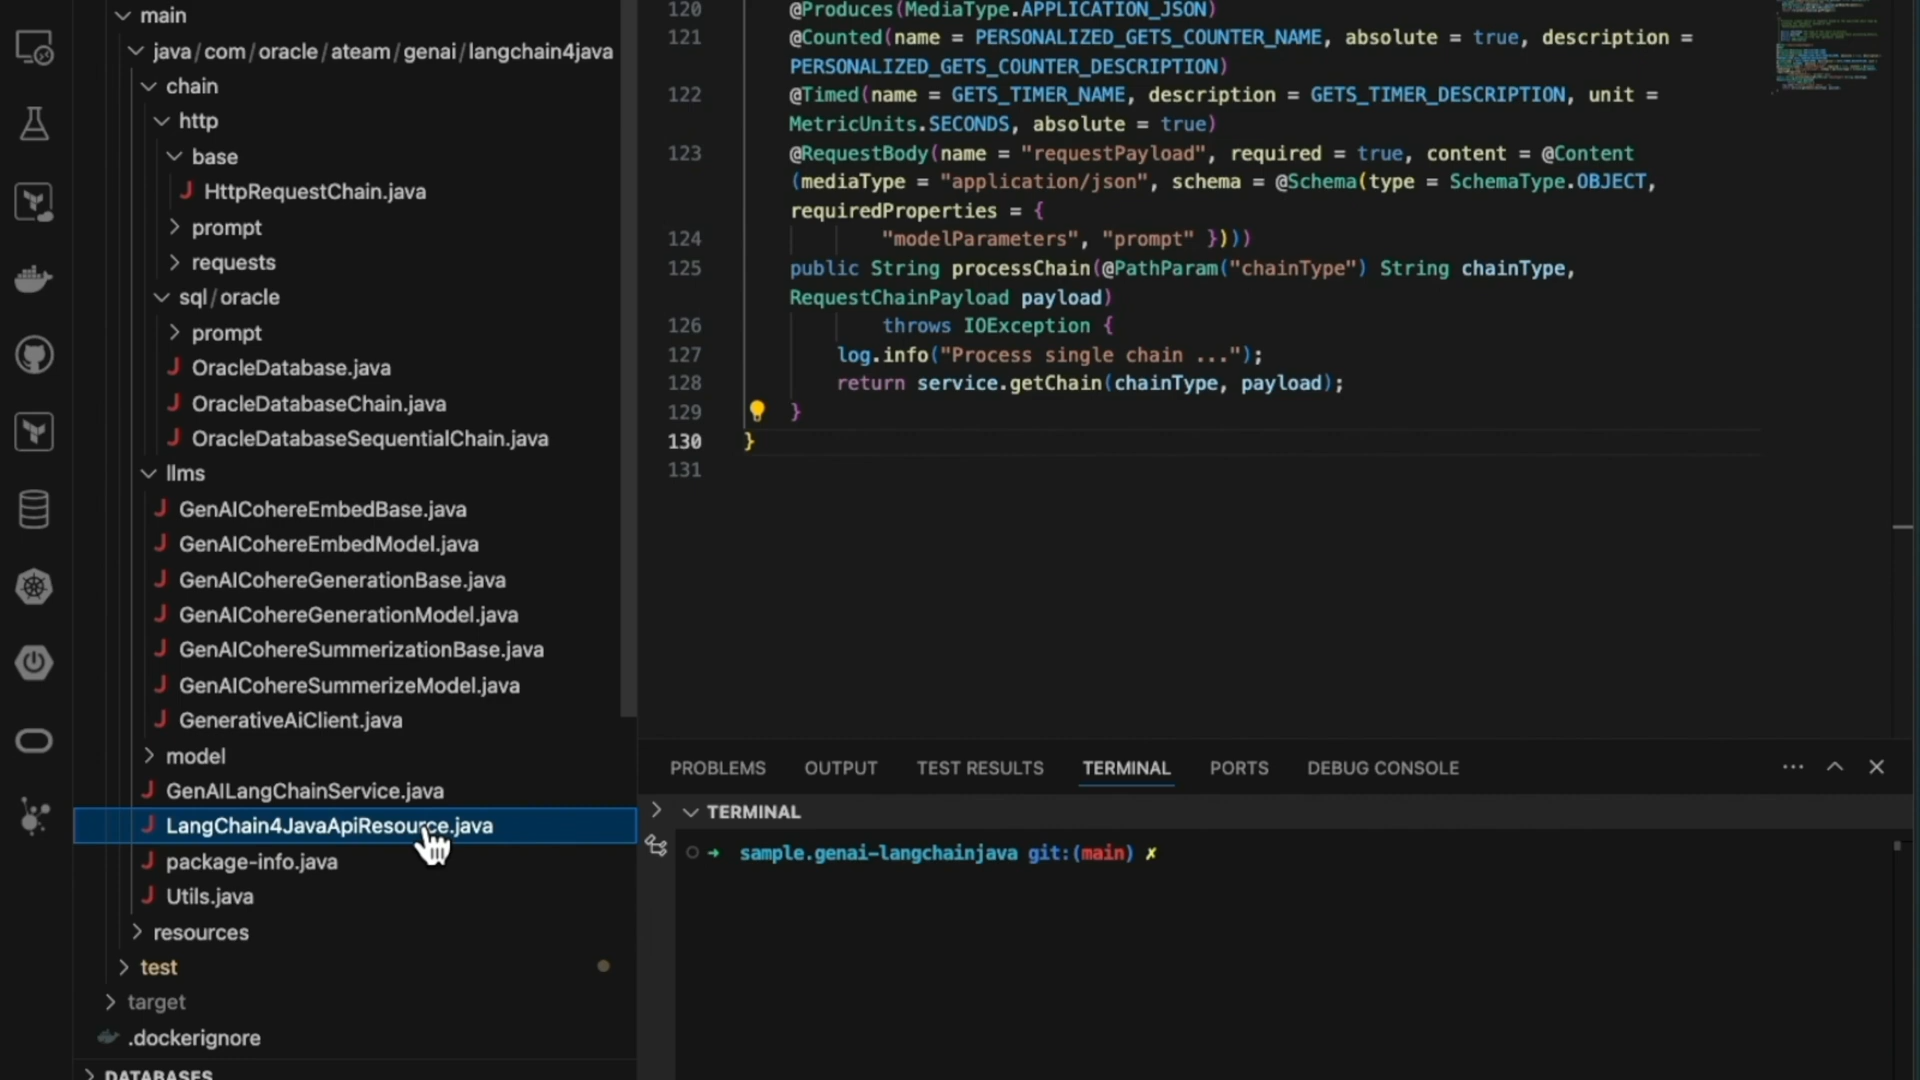 main
java/com/oracle/ateam/genai/langchain4java
chain
http
base
HttpRequestChain.java
prompt
requests
sql/oracle
prompt
OracleDatabase.java
OracleDatabaseChain.java
OracleDatabaseSequentialChain.java
llms
GenAICohereEmbedBase.java
GenAICohereEmbedModel.java
GenAICohereGenerationBase.java
GenAICohereGenerationModel.java
GenAICohereSummerizationBase.java
GenAICohereSummerizeModel.java
GenerativeAiClient.java
model
GenAILangChainService.java
LangChain4JavaApiResource.java
package-info.java
Utils.java
resources
test
target
.dockerignore
DATABASES
120 @Produces(MediaType.APPLICATION_JSON)
121 @Counted(name = PERSONALIZED_GETS_COUNTER_NAME, absolute = true, description =
PERSONALIZED_GETS_COUNTER_DESCRIPTION)
122 @Timed(name = GETS_TIMER_NAME, description = GETS_TIMER_DESCRIPTION, unit =
MetricUnits.SECONDS, absolute = true)
123 @RequestBody(name = "requestPayload", required = true, content = @Content
(mediaType = "application/json", schema = @Schema(type = SchemaType.OBJECT,
requiredProperties = {
124 "modelParameters", "prompt" })))
125 public String processChain(@PathParam("chainType") String chainType,
RequestChainPayload payload)
126 throws IOException {
127 log.info("Process single chain ...");
128 return service.getChain(chainType, payload);
129 }
130 }
131
PROBLEMS OUTPUT TEST RESULTS TERMINAL PORTS DEBUG CONSOLE
TERMINAL
sample.genai-langchainjava git:(main) ✗